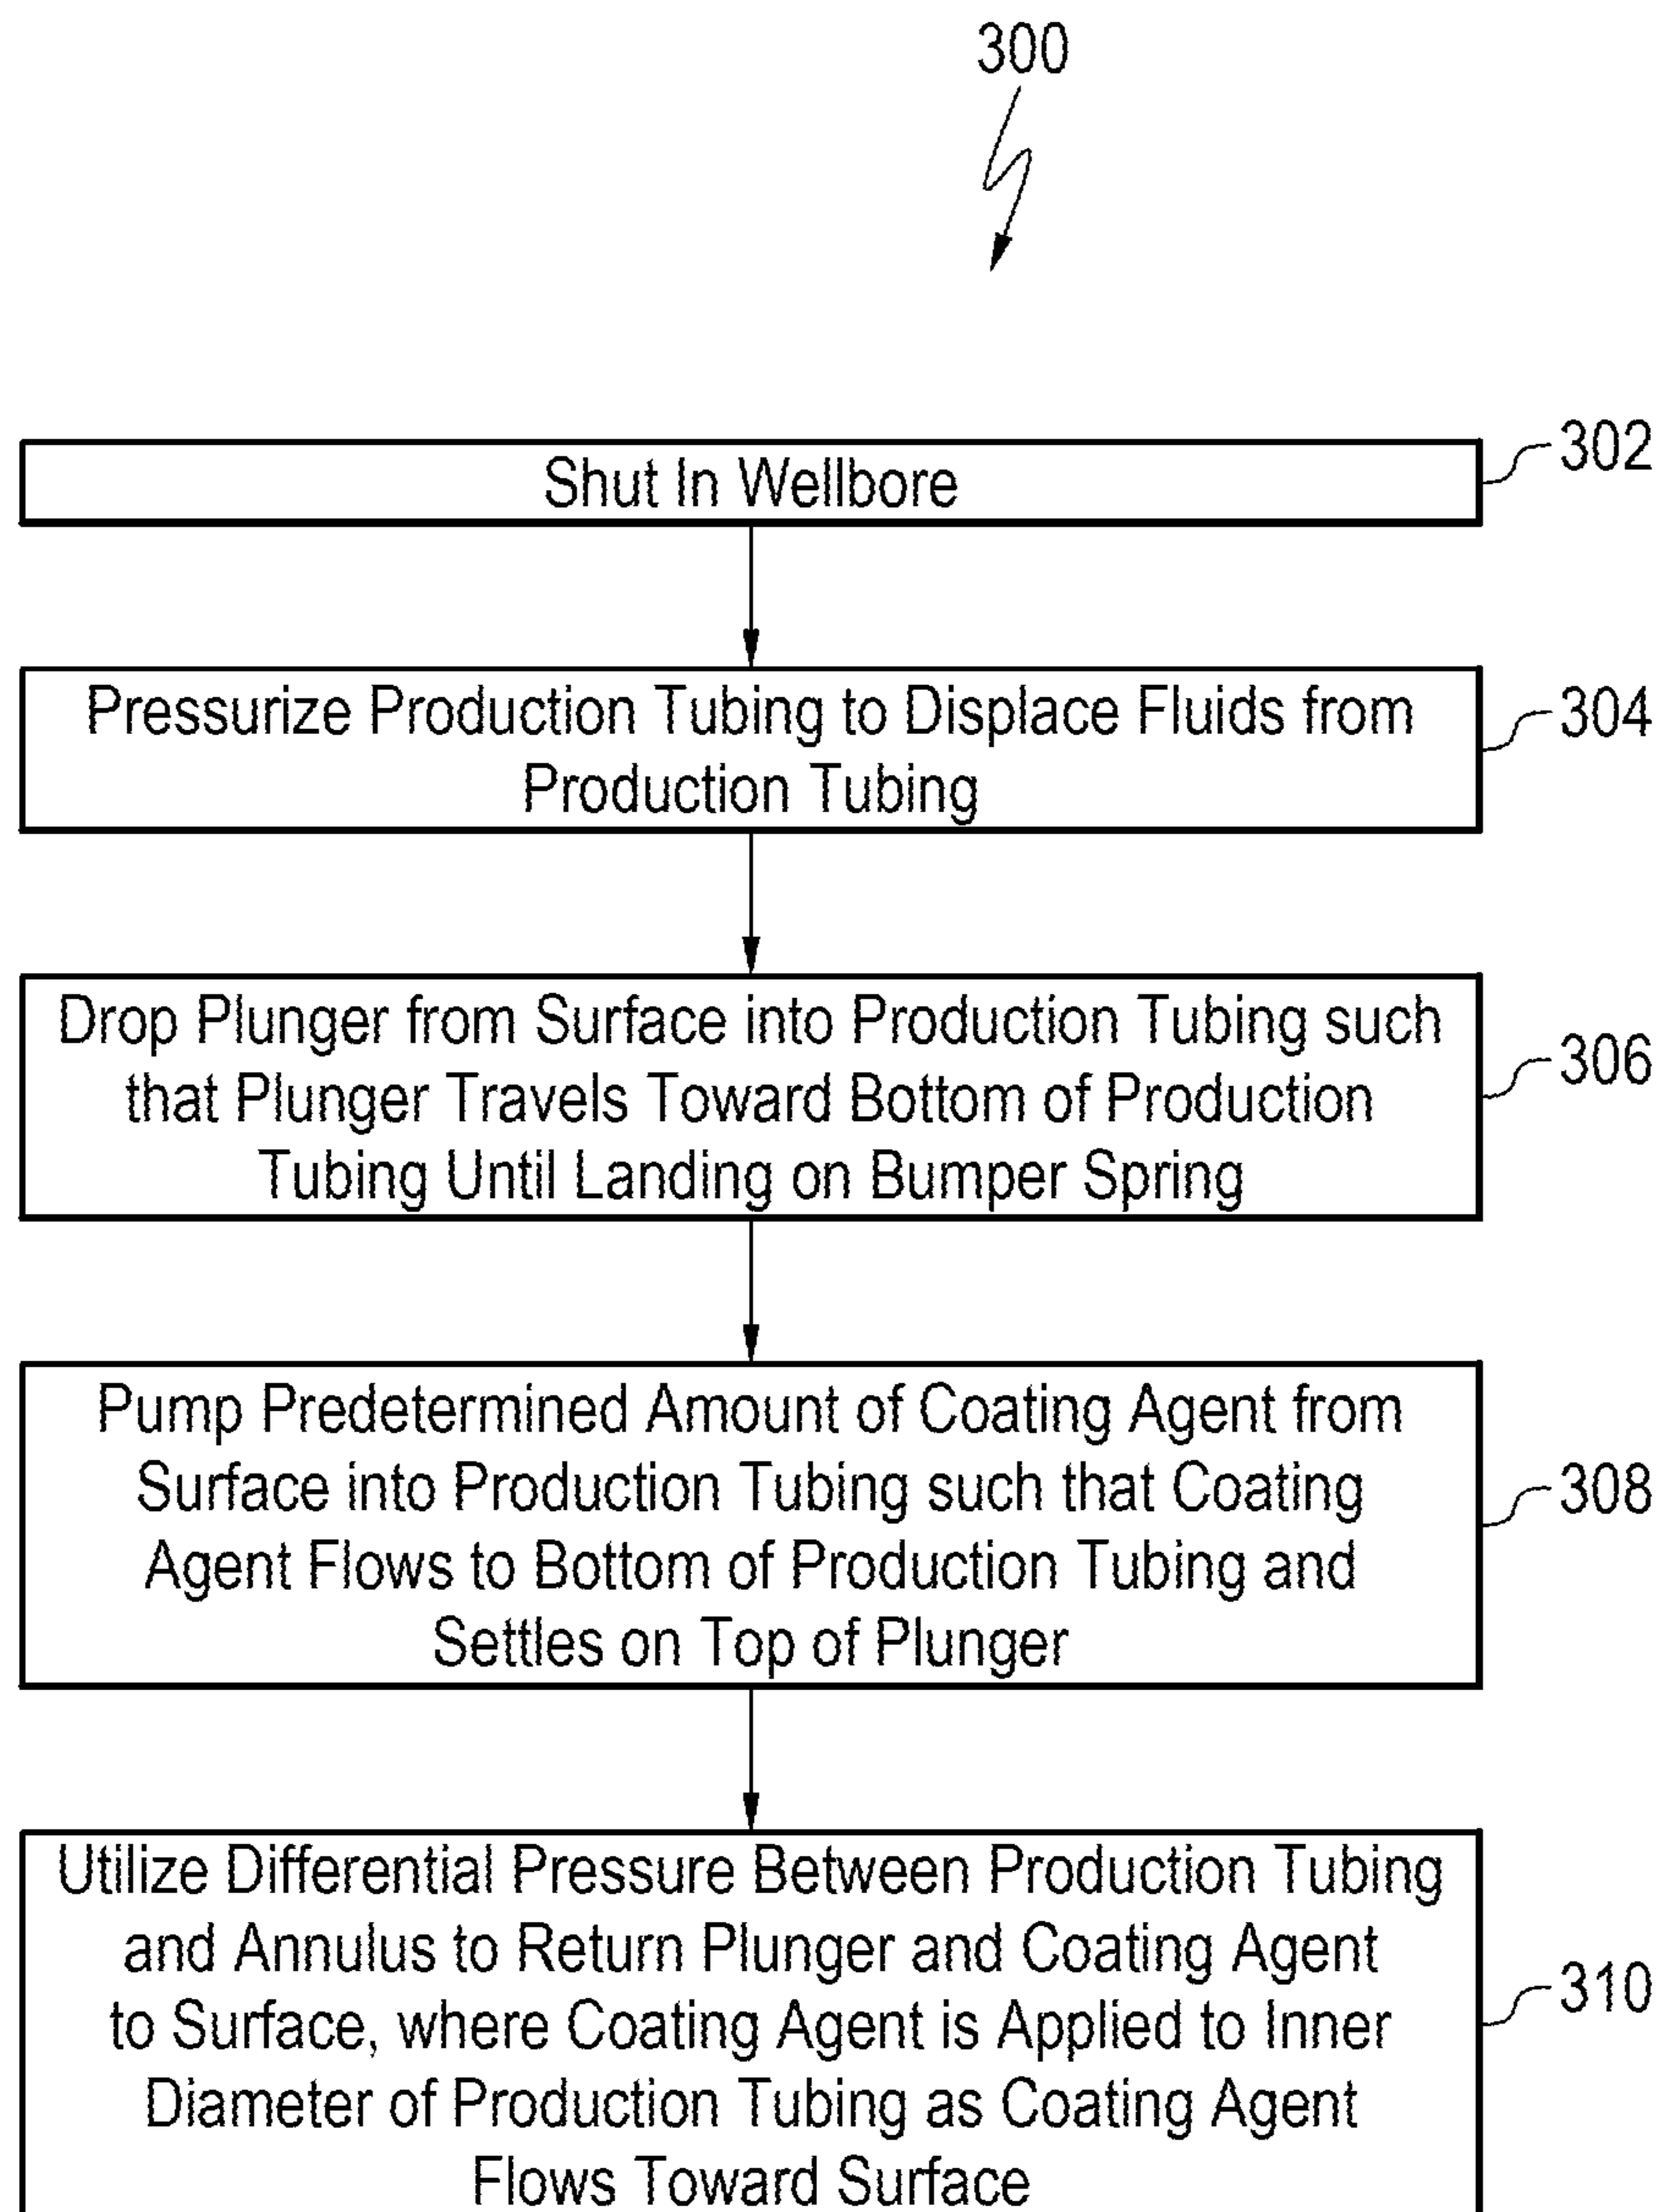 300
Shut In Wellbore
302
Pressurize Production Tubing to Displace Fluids from
Production Tubing
304
Drop Plunger from Surface into Production Tubing such
that Plunger Travels Toward Bottom of Production
Tubing Until Landing on Bumper Spring
306
Pump Predetermined Amount of Coating Agent from
Surface into Production Tubing such that Coating
Agent Flows to Bottom of Production Tubing and
Settles on Top of Plunger
308
Utilize Differential Pressure Between Production Tubing
and Annulus to Return Plunger and Coating Agent
to Surface, where Coating Agent is Applied to Inner
Diameter of Production Tubing as Coating Agent
Flows Toward Surface
310